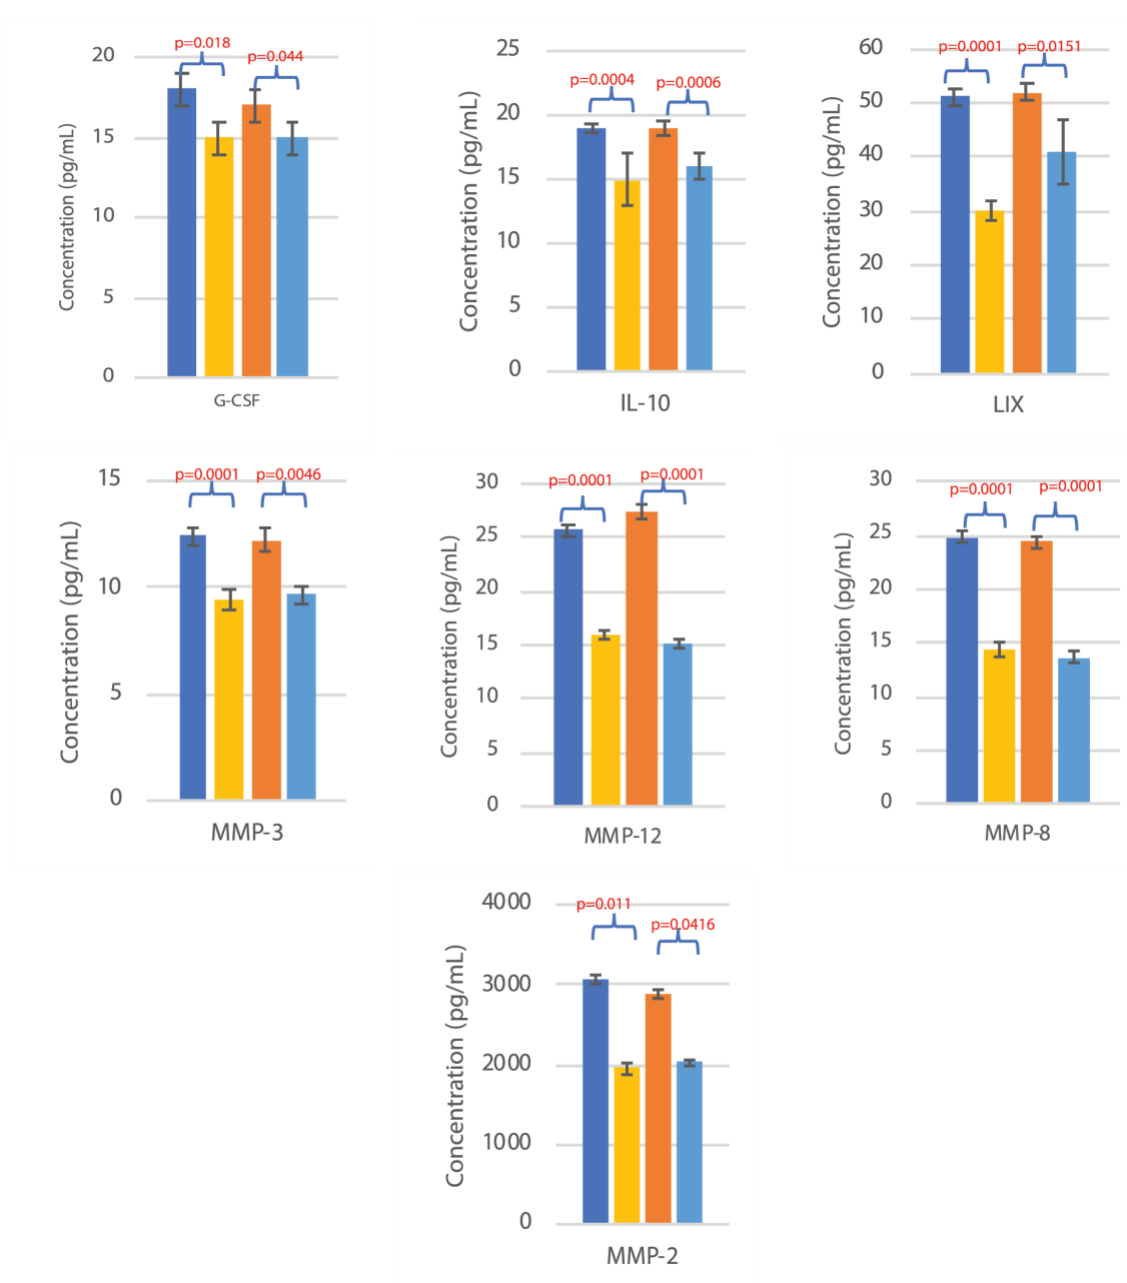 p=0.018
p=0.044
20
15
10
5
0
Concentration (pg/mL)
G-CSF
p=0.0004
p=0.0006
25
20
15
10
5
0
Concentration (pg/mL)
IL-10
p=0.0001
p=0.0151
60
50
40
30
20
10
0
Concentration (pg/mL)
LIX
p=0.0001
p=0.0046
15
10
5
0
Concentration (pg/mL)
MMP-3
p=0.0001
p=0.0001
30
25
20
15
10
5
0
Concentration (pg/mL)
MMP-12
p=0.0001
p=0.0001
30
25
20
15
10
5
0
Concentration (pg/mL)
MMP-8
p=0.011
p=0.0416
4000
3000
2000
1000
0
Concentration (pg/mL)
MMP-2